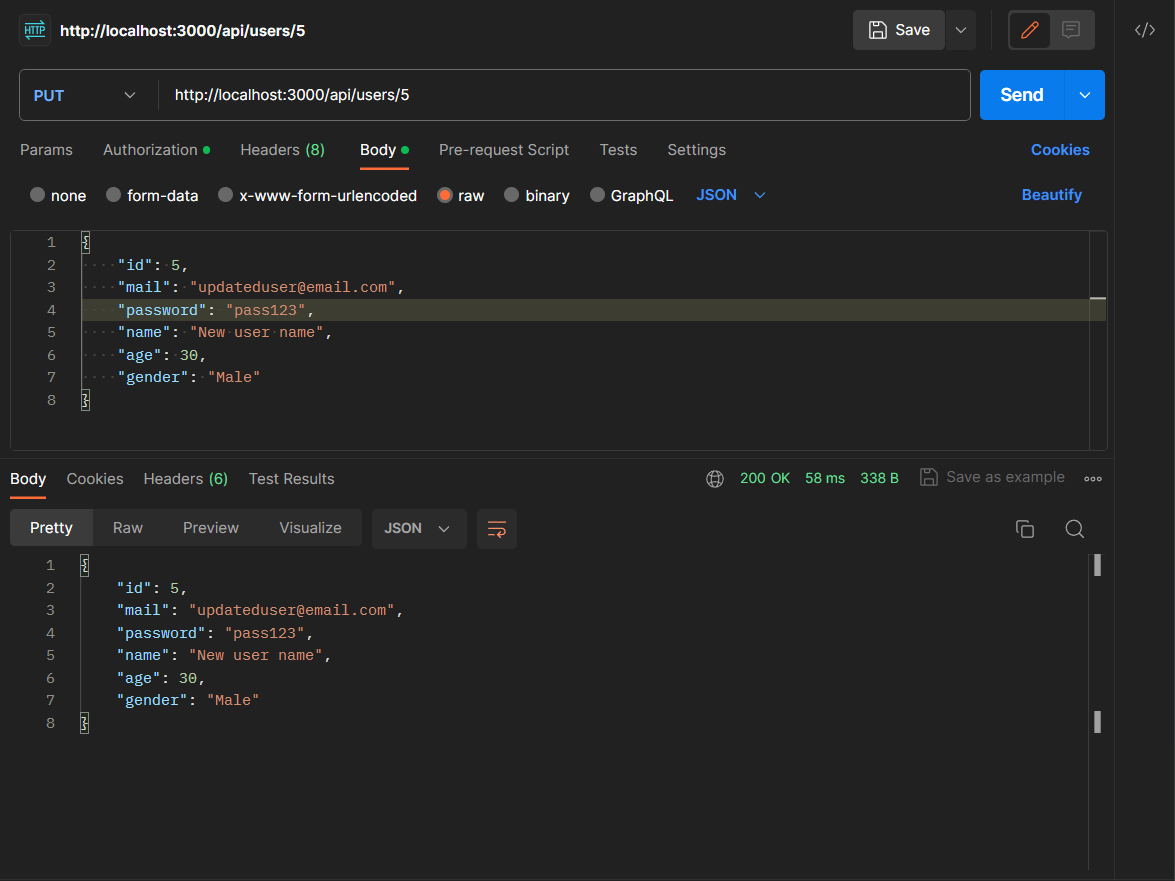 HTTP http://localhost:3000/api/users/5 Save </>
PUT http://localhost:3000/api/users/5 Send
Params Authorization Headers (8) Body Pre-request Script Tests Settings Cookies
none form-data x-www-form-urlencoded raw binary GraphQL JSON Beautify
1 {
2 "id": 5,
3 "mail": "updateduser@email.com",
4 "password": "pass123",
5 "name": "New user name",
6 "age": 30,
7 "gender": "Male"
8 }
Body Cookies Headers (6) Test Results 200 OK 58 ms 338 B Save as example
Pretty Raw Preview Visualize JSON
1 {
2 "id": 5,
3 "mail": "updateduser@email.com",
4 "password": "pass123",
5 "name": "New user name",
6 "age": 30,
7 "gender": "Male"
8 }